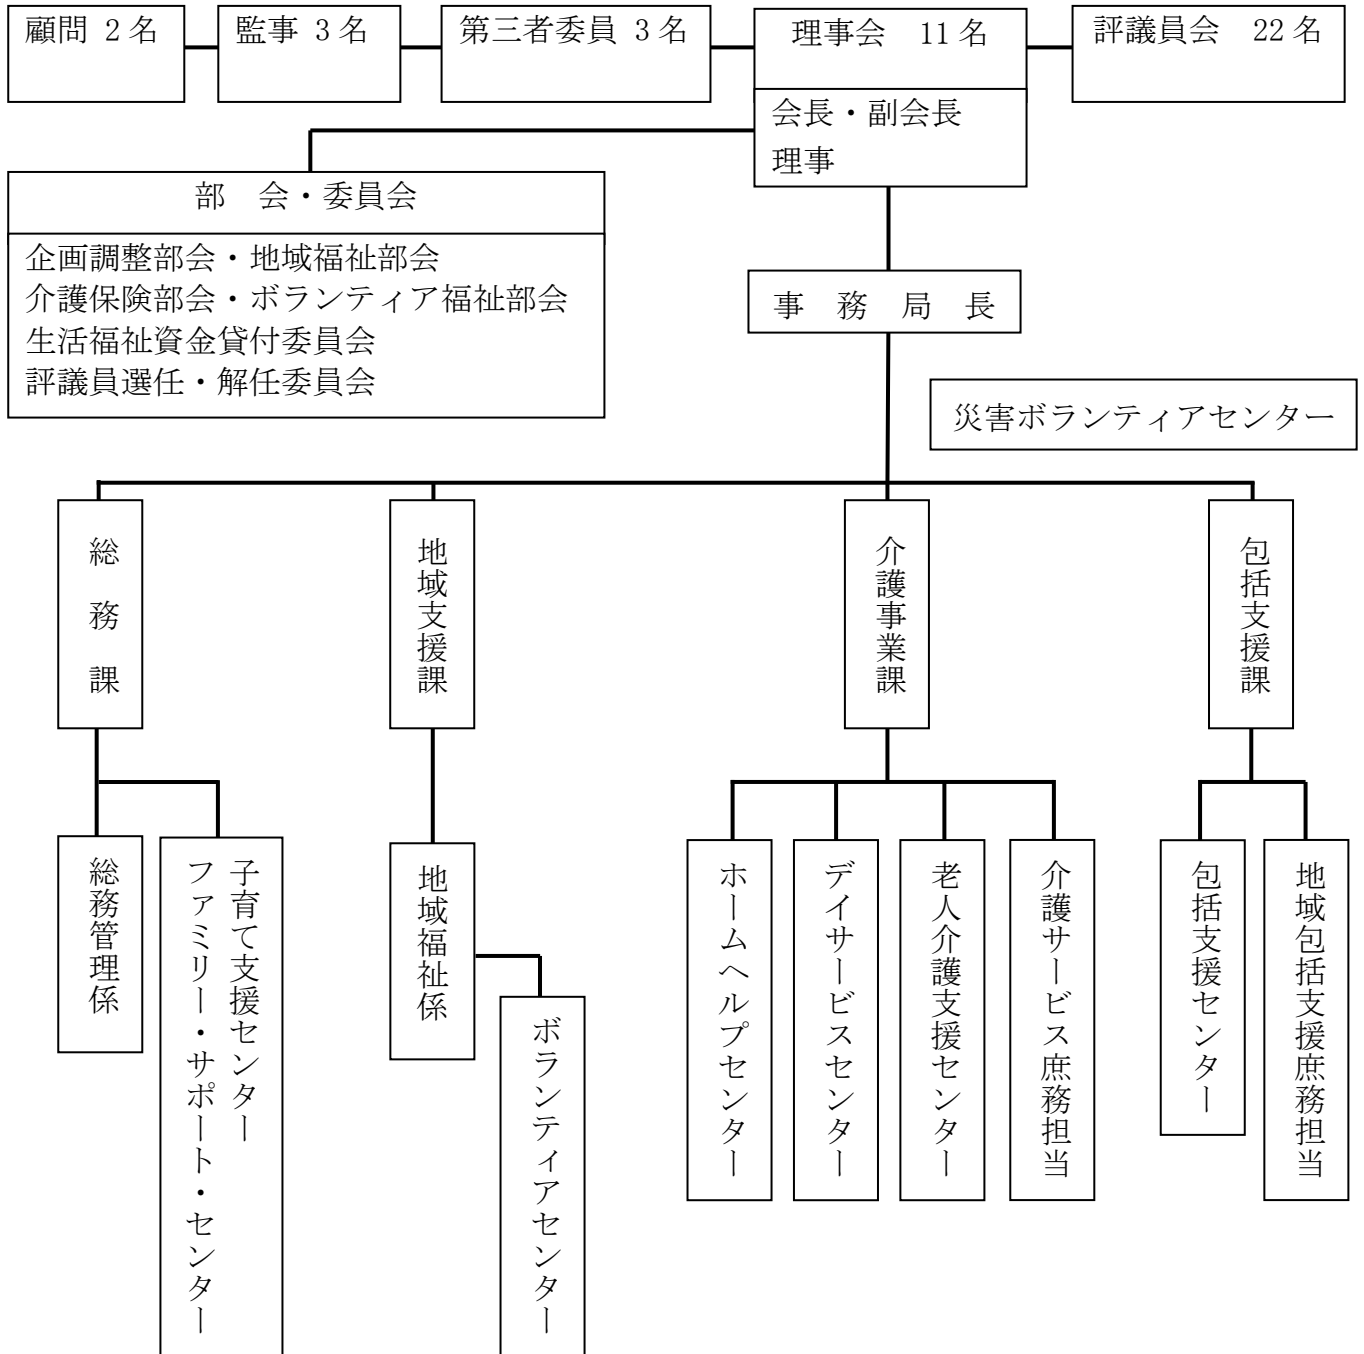 顧問 2名
監事 3名
第三者委員 3名
理事会　11名
評議員会　22名
会長・副会長
理事
部　会・委員会
企画調整部会・地域福祉部会
介護保険部会・ボランティア福祉部会
生活福祉資金貸付委員会
評議員選任・解任委員会
事　務　局　長
災害ボランティアセンター
総　務　課
地域支援課
介護事業課
包括支援課
総務管理係
子育て支援センター
ファミリー・サポート・センター
地域福祉係
ボランティアセンター
ホームヘルプセンター
デイサービスセンター
老人介護支援センター
介護サービス庶務担当
包括支援センター
地域包括支援庶務担当